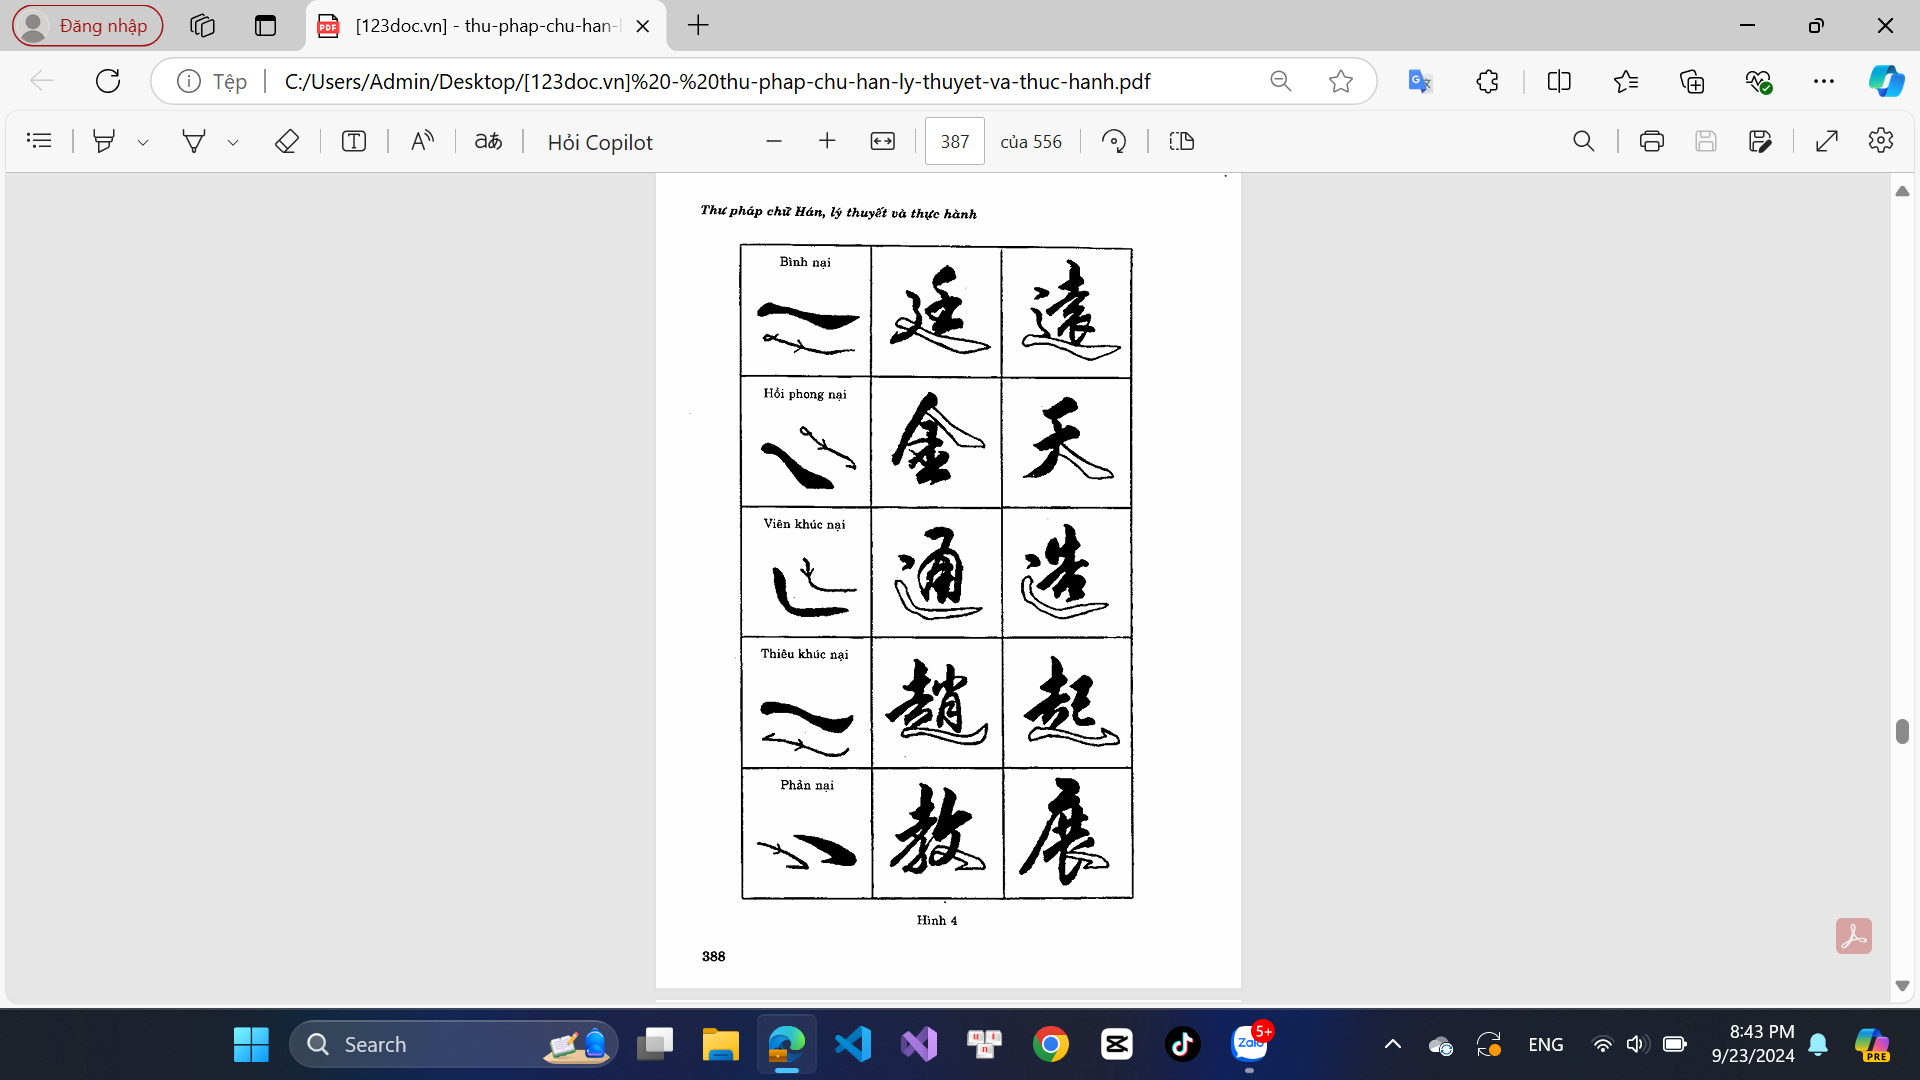 Đăng nhập
[123doc.vn] - thu-phap-chu-han-l
Tệp
C:/Users/Admin/Desktop/[123doc.vn]%20-%20thu-phap-chu-han-ly-thuyet-va-thuc-hanh.pdf
Hỏi Copilot
387
của 556
Thư pháp chữ Hán, lý thuyết và thực hành
Bình nại
廷 遠
Hồi phong nại
金 天
Viên khúc nại
通 造
Thiêu khúc nại
趙 起
Phản nại
教 展
Hình 4
388
Search
Zalo
5+
ENG
8:43 PM
9/23/2024
PRE